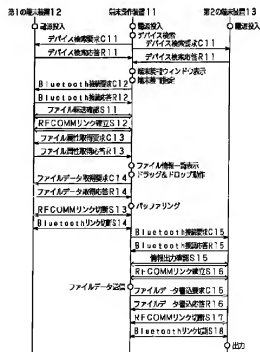 第1の端末装置12　端末操作装置11　第2の端末装置13
電源投入　電源投入　電源投入
デバイス検索
デバイス検索要求C11　デバイス検索要求C11
デバイス検索応答R11　デバイス検索応答R11
端末管理ウィンドウ表示
端末着目認定
Bluetooth接続要求C12
Bluetooth接続応答R12
ファイル転送確認S11
RFCOMMリンク確立S12
ファイル属性取得要求C13
ファイル属性取得応答R13
ファイル情報一覧表示
ドラッグ&ドロップ動作
ファイルデータ取得要求C14
ファイルデータ取得応答R14
バッファリング
RFCOMMリンク切断S13
Bluetoothリンク切断S14
Bluetooth接続要求C15
Bluetooth接続応答R15
情報出力確認S15
RFCOMMリンク確立S16
ファイルデータ送信　ファイルデータ書込要求C16
ファイルデータ書込応答R16
RFCOMMリンク切断S17
Bluetoothリンク切断S18
出力